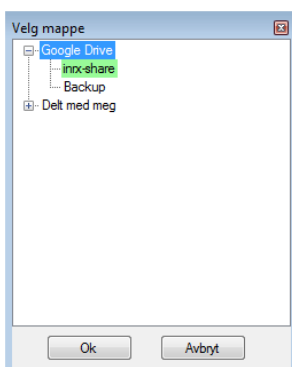 Velg mappe
Google Drive
inrx-share
Backup
Delt med meg
Ok Avbryt